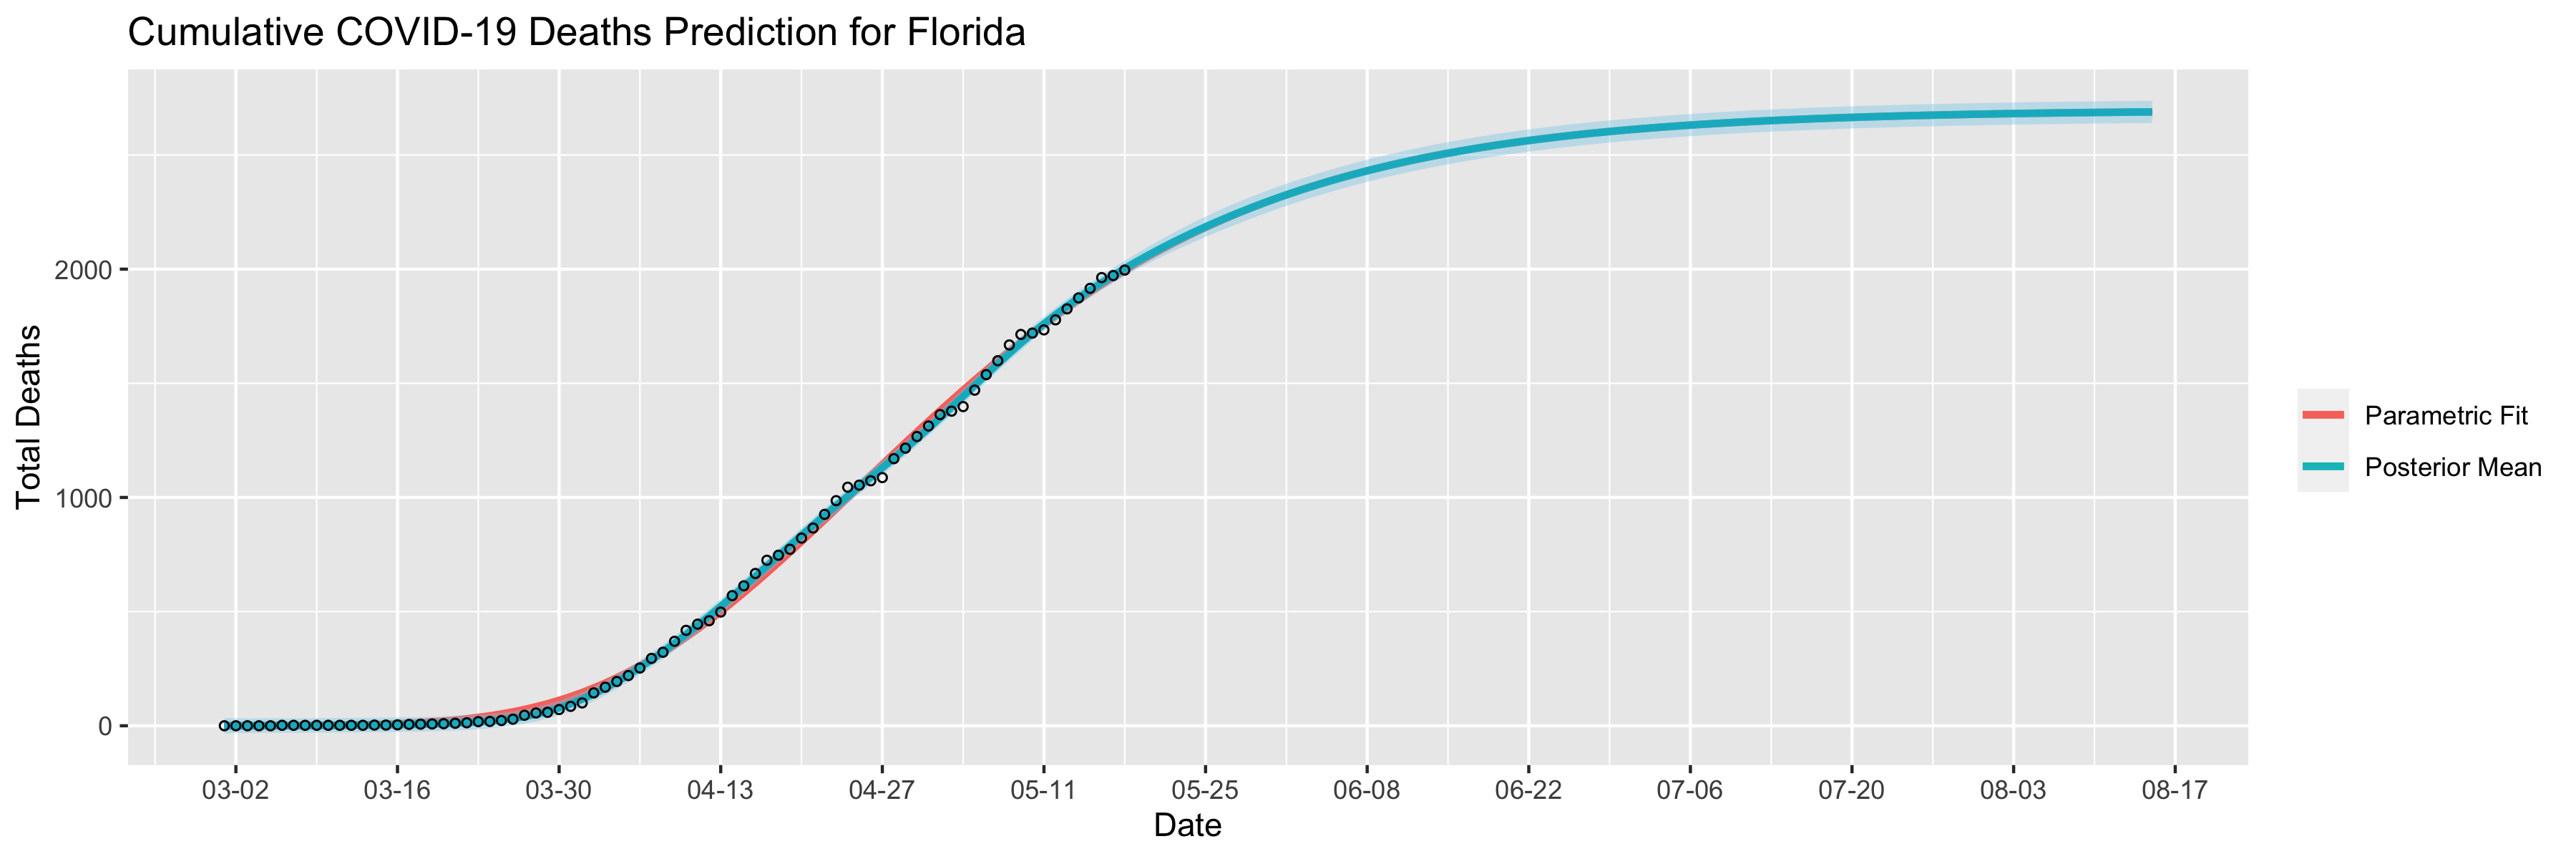 Cumulative COVID-19 Deaths Prediction for Florida
Total Deaths
2000
1000
0
03-02 03-16 03-30 04-13 04-27 05-11 05-25 06-08 06-22 07-06 07-20 08-03 08-17
Date
Parametric Fit
Posterior Mean